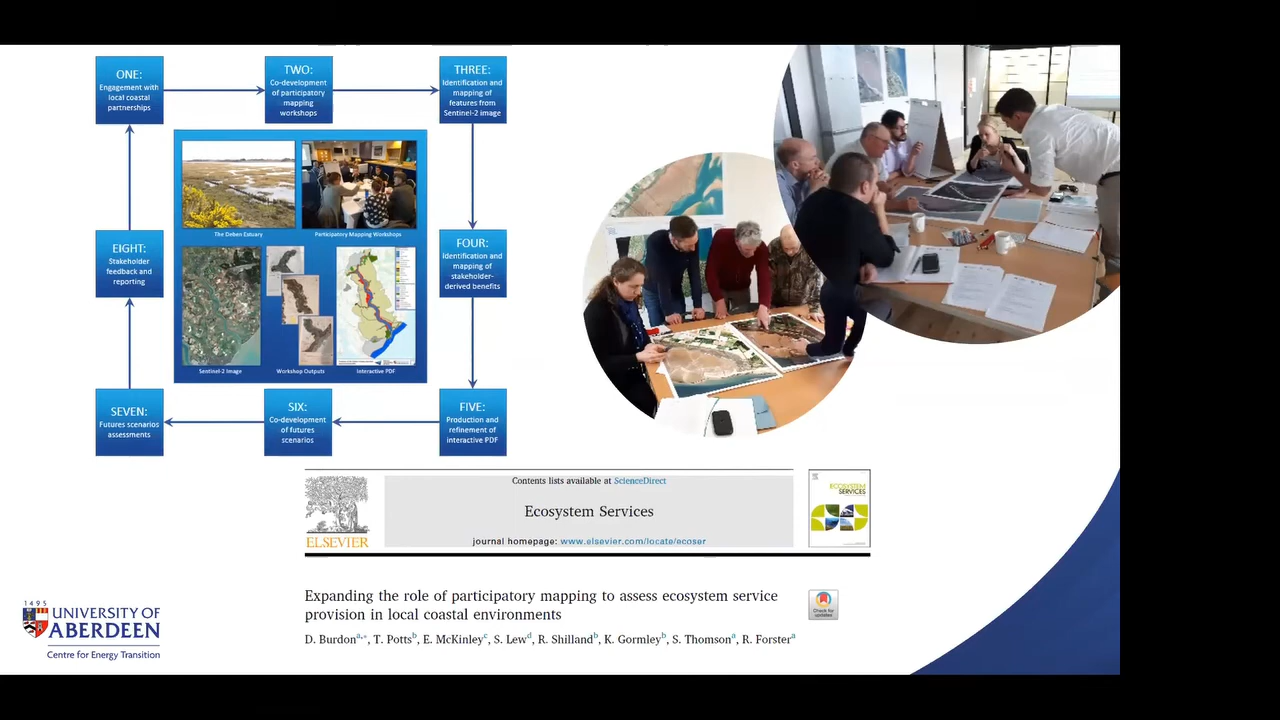 ONE:
Engagement with
local coastal
partnerships
TWO:
Co-development
of participatory
mapping
workshops
THREE:
Identification and
mapping of
features from
Sentinel-2 image
The Deben Estuary
Participatory Mapping Workshops
EIGHT:
Stakeholder
feedback and
reporting
FOUR:
Identification and
mapping of
stakeholder-
derived benefits
Sentinel-2 Image
Workshop Outputs
Interactive PDF
SEVEN:
Futures scenarios
assessments
SIX:
Co-development
of futures
scenarios
FIVE:
Production and
refinement of
interactive PDF
ELSEVIER
Contents lists available at ScienceDirect
Ecosystem Services
journal homepage: www.elsevier.com/locate/ecoser
ECOSYSTEM
SERVICES
Expanding the role of participatory mapping to assess ecosystem service
provision in local coastal environments
Check for
updates
D. Burdon a,*, T. Potts b, E. McKinley c, S. Lew d, R. Shilland b, K. Gormley b, S. Thomson a, R. Forster a
1495
UNIVERSITY OF
ABERDEEN
Centre for Energy Transition